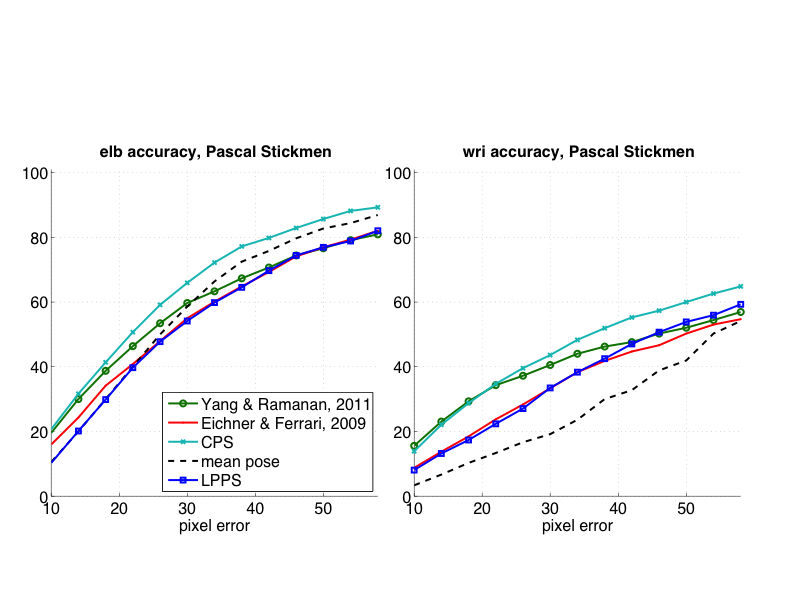 elb accuracy, Pascal Stickmen
100
80
60
40
20
0
10
20
30
40
50
pixel error
Yang & Ramanan, 2011
Eichner & Ferrari, 2009
CPS
mean pose
LPPS
wri accuracy, Pascal Stickmen
100
80
60
40
20
0
10
20
30
40
50
pixel error